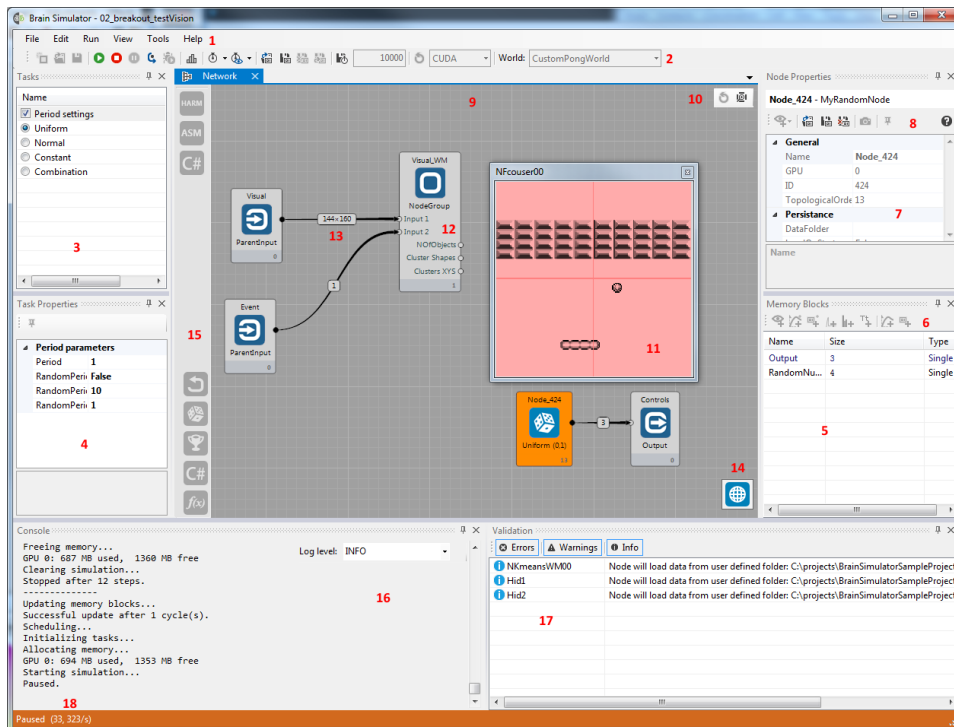 Brain Simulator - 02_breakout_testVision
File Edit Run View Tools Help 1
10000 CUDA World: CustomPongWorld 2
Tasks
Name
Period settings
Uniform
Normal
Constant
Combination
3
Task Properties
Period parameters
Period 1
RandomPeri False
RandomPeri 10
RandomPeri 1
4
Network
9
10
HARM
ASM
C#
15
C#
f(x)
Visual
ParentInput
0
144×160
13
Event
ParentInput
0
1
Visual_WM
NodeGroup
Input 1
Input 2
12
NOfObjects
Cluster Shapes
Clusters XYS
1
NFcouser00
11
Node_424
Uniform (0,1)
13
3
Controls
Output
0
14
Node Properties
Node_424 - MyRandomNode
8
General
Name Node_424
GPU 0
ID 424
TopologicalOrde 13
7
Persistance
DataFolder
Name
Memory Blocks
6
Name Size Type
Output 3 Single
RandomNu... 4 Single
5
Console
Log level: INFO
Freeing memory...
GPU 0: 687 MB used, 1360 MB free
Clearing simulation...
Stopped after 12 steps.
--------------
Updating memory blocks...
Successful update after 1 cycle(s).
Scheduling...
Initializing tasks...
Allocating memory...
GPU 0: 694 MB used, 1353 MB free
Starting simulation...
Paused.
16
Validation
Errors Warnings Info
NKmeansWM00 Node will load data from user defined folder: C:\projects\BrainSimulatorSampleProject
Hid1 Node will load data from user defined folder: C:\projects\BrainSimulatorSampleProject
Hid2 Node will load data from user defined folder: C:\projects\BrainSimulatorSampleProject
17
18
Paused (33, 323/s)